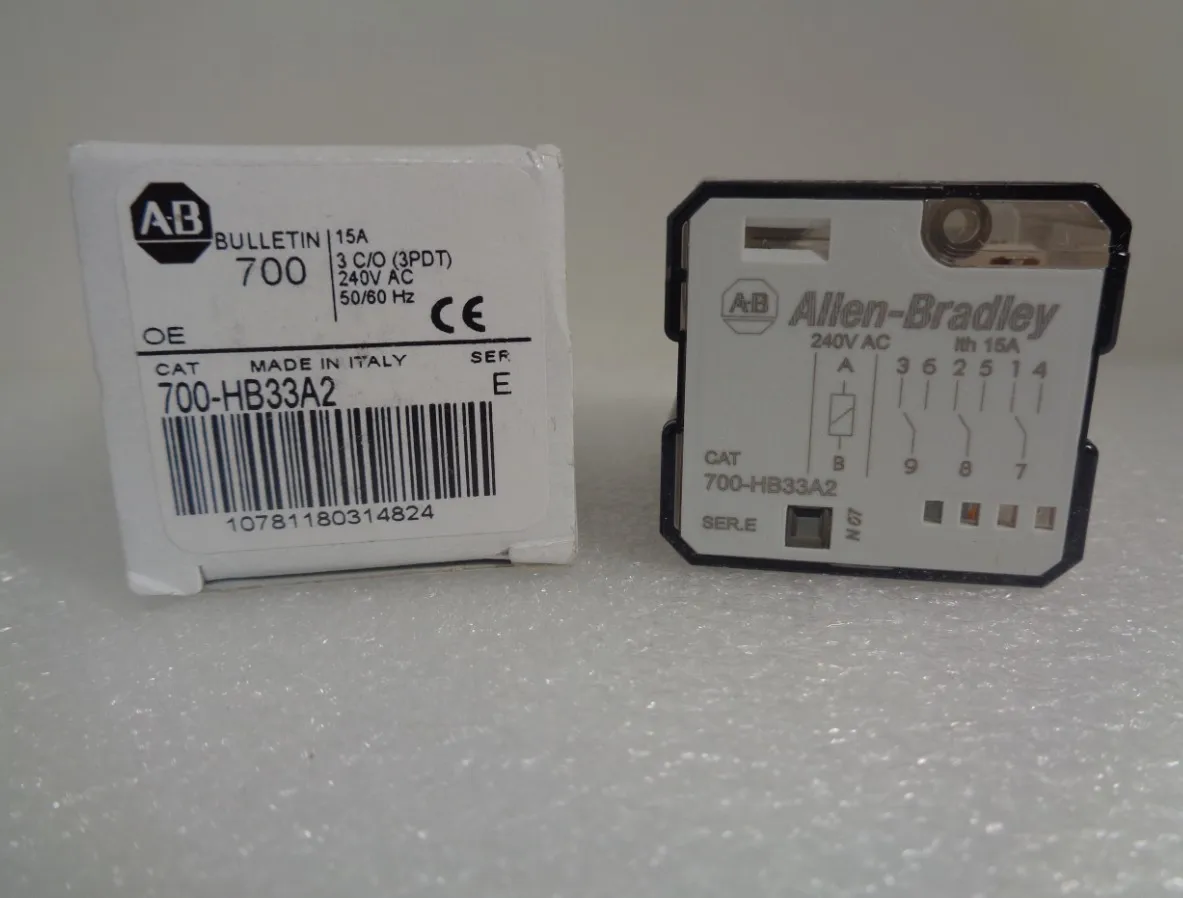 A-B
BULLETIN
700
15A
3 C/O (3PDT)
240V AC
50/60 Hz
CE
OE
CAT MADE IN ITALY SER
700-HB33A2 E
10781180314824
A-B Allen-Bradley
240V AC Ith 15A
A 3 6 2 5 1 4
B 9 8 7
CAT
700-HB33A2
SER.E
N 07